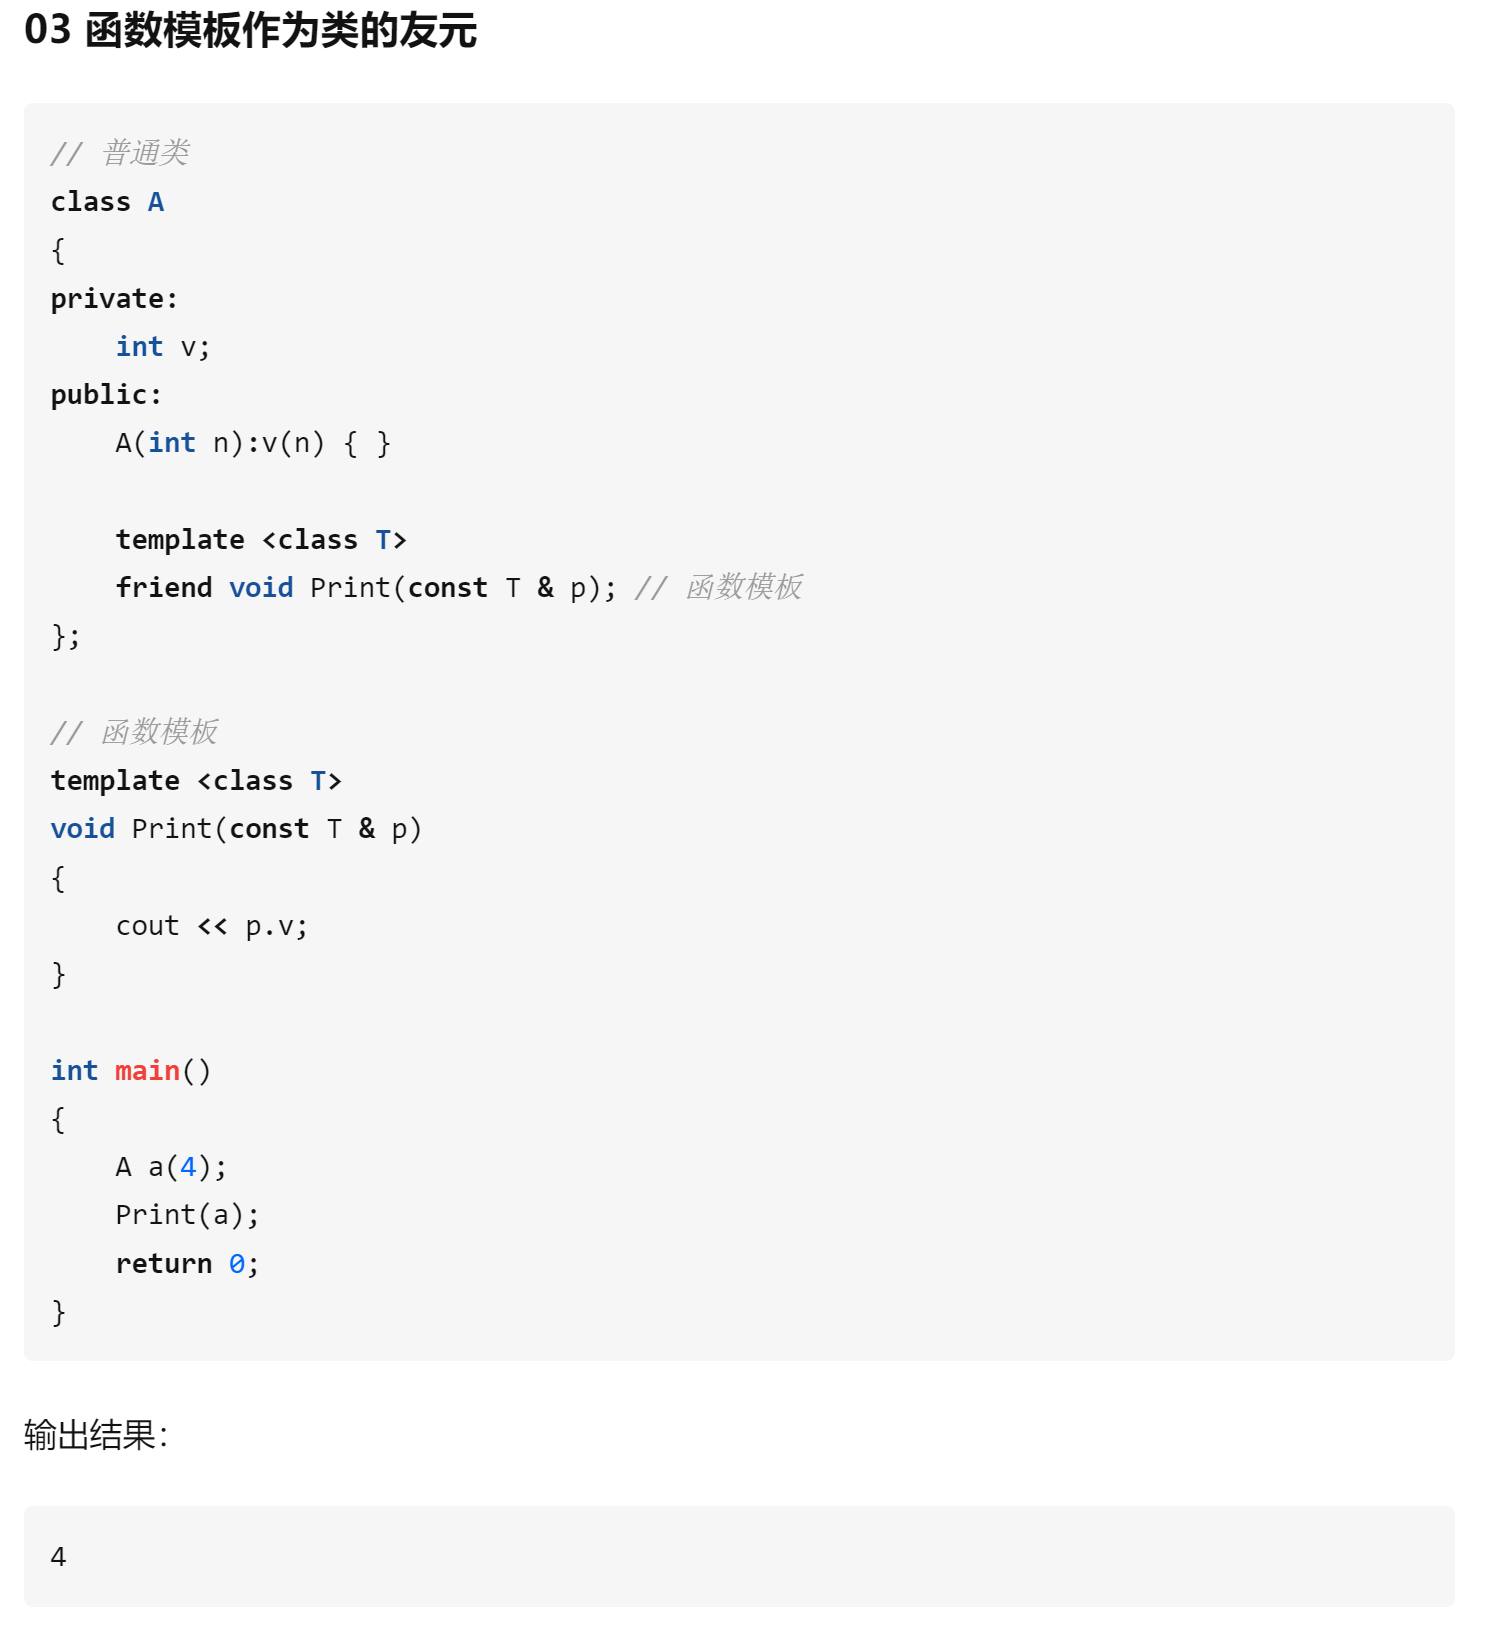 03 函数模板作为类的友元
// 普通类
class A
{
private:
    int v;
public:
    A(int n):v(n) { }
    template <class T>
    friend void Print(const T & p); // 函数模板
};
// 函数模板
template <class T>
void Print(const T & p)
{
    cout << p.v;
}
int main()
{
    A a(4);
    Print(a);
    return 0;
}
输出结果：
4